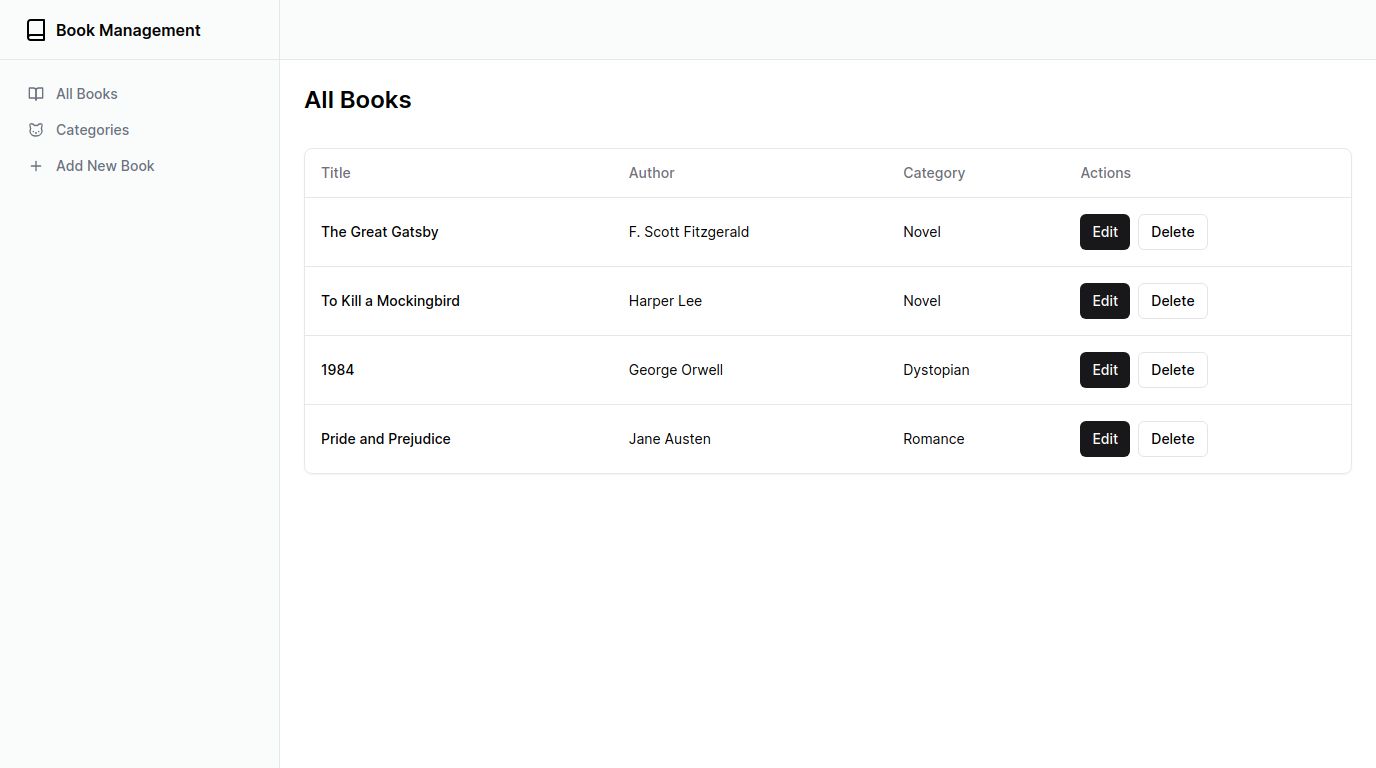 Book Management
All Books
Categories
Add New Book
All Books
Title Author Category Actions
The Great Gatsby F. Scott Fitzgerald Novel Edit Delete
To Kill a Mockingbird Harper Lee Novel Edit Delete
1984 George Orwell Dystopian Edit Delete
Pride and Prejudice Jane Austen Romance Edit Delete